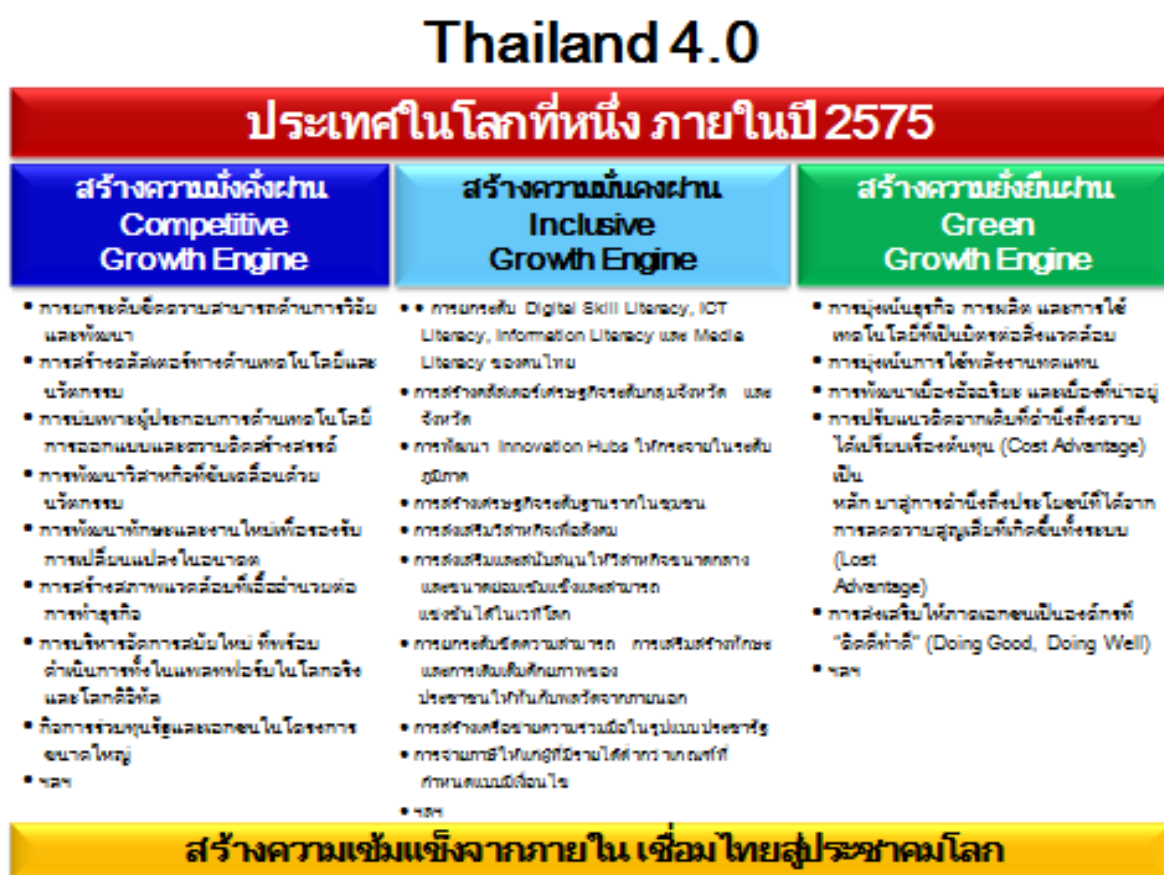 Thailand 4.0
ประเทศในโลกที่หนึ่ง ภายในปี 2575
สร้างความมั่งคั่งผ่าน
Competitive
Growth Engine
• การยกระดับขีดความสามารถด้านการวิจัย
และพัฒนา
• การสร้างคลัสเตอร์ทางด้านเทคโนโลยีและ
นวัตกรรม
• การบ่มเพาะผู้ประกอบการด้านเทคโนโลยี
การออกแบบและความคิดสร้างสรรค์
• การพัฒนาวิสาหกิจที่ขับเคลื่อนด้วย
นวัตกรรม
• การพัฒนาทักษะและงานใหม่เพื่อรองรับ
การเปลี่ยนแปลงในอนาคต
• การสร้างสภาพแวดล้อมที่เอื้ออำนวยต่อ
การทำธุรกิจ
• การบริหารจัดการสมัยใหม่ ที่พร้อม
ดำเนินการทั้งในแพลทฟอร์มในโลกจริง
และโลกดิจิทัล
• กิจการร่วมทุนรัฐและเอกชนในโครงการ
ขนาดใหญ่
• ฯลฯ
สร้างความมั่นคงผ่าน
Inclusive
Growth Engine
• • การยกระดับ Digital Skill Literacy, ICT
Literacy, Information Literacy และ Media
Literacy ของคนไทย
• การสร้างคลัสเตอร์เศรษฐกิจระดับกลุ่มจังหวัด และ
จังหวัด
• การพัฒนา Innovation Hubs ให้กระจายในระดับ
ภูมิภาค
• การสร้างเศรษฐกิจระดับฐานรากในชุมชน
• การส่งเสริมวิสาหกิจเพื่อสังคม
• การส่งเสริมและสนับสนุนให้วิสาหกิจขนาดกลาง
และขนาดย่อมเข้มแข็งและสามารถ
แข่งขันได้ในเวทีโลก
• การยกระดับขีดความสามารถ การเสริมสร้างทักษะ
และการเติมเต็มศักยภาพของ
ประชาชนให้ทันกับพลวัตจากภายนอก
• การสร้างเครือข่ายความร่วมมือในรูปแบบประชารัฐ
• การจ่ายภาษีให้แก่ผู้ที่มีรายได้ต่ำกว่าเกณฑ์ที่
กำหนดแบบมีเงื่อนไข
• ฯลฯ
สร้างความยั่งยืนผ่าน
Green
Growth Engine
• การมุ่งเน้นธุรกิจ การผลิต และการใช้
เทคโนโลยีที่เป็นมิตรต่อสิ่งแวดล้อม
• การมุ่งเน้นการใช้พลังงานทดแทน
• การพัฒนาเมืองอัจฉริยะ และเมืองที่น่าอยู่
• การปรับแนวคิดจากเดิมที่คำนึงถึงความ
ได้เปรียบเรื่องต้นทุน (Cost Advantage)
เป็น
หลัก มาสู่การคำนึงถึงประโยชน์ที่ได้จาก
การลดความสูญเสียที่เกิดขึ้นทั้งระบบ
(Lost
Advantage)
• การส่งเสริมให้ภาคเอกชนเป็นองค์กรที่
"คิดดีทำดี" (Doing Good, Doing Well)
• ฯลฯ
สร้างความเข้มแข็งจากภายใน เชื่อมไทยสู่ประชาคมโลก